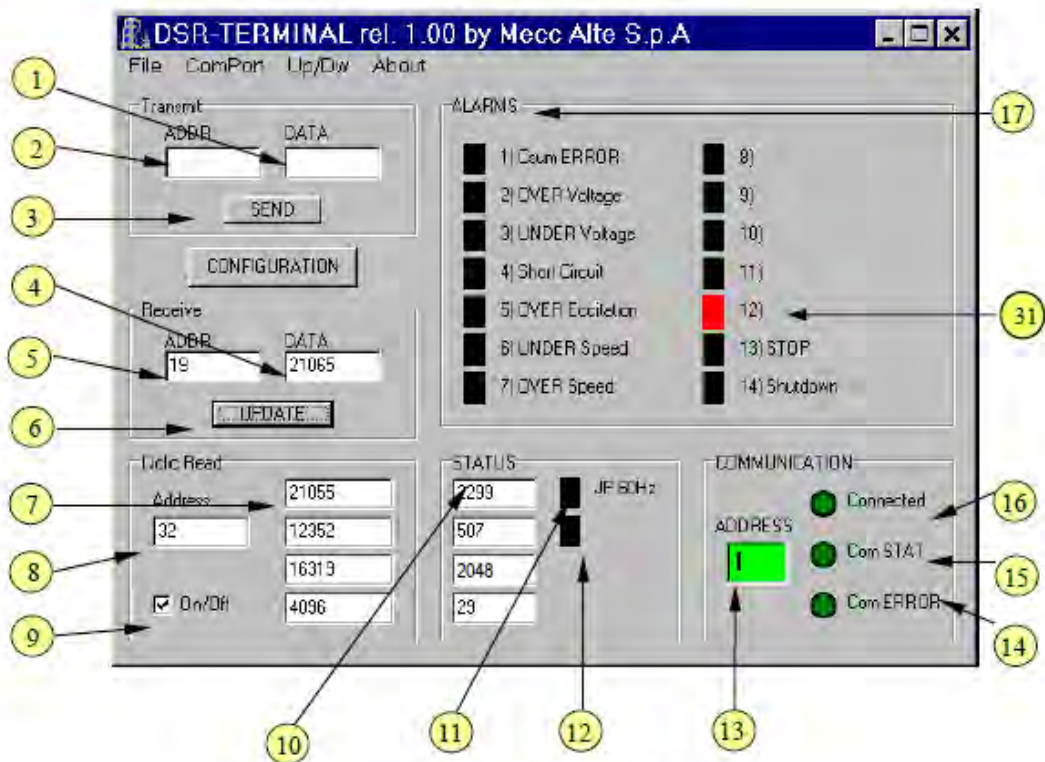 DSR-TERMINAL rel. 1.00 by Mecc Alte S.p.A
File ComPort Up/Dw About
1
2
3
4
5
6
7
8
9
Transmit
ADDR DATA
SEND
CONFIGURATION
Receive
ADDR DATA
19 21065
UPDATE
Ciclic Read
Address
32
On/Off
21055
12352
16319
4096
ALARMS
1) Csum ERROR
2) OVER Voltage
3) UNDER Voltage
4) Short Circuit
5) OVER Eccitation
6) UNDER Speed
7) OVER Speed
8)
9)
10)
11)
12)
13) STOP
14) Shutdown
STATUS
2299
507
2048
29
JP 60Hz
COMMUNICATION
ADDRESS
1
Connected
Com STAT
Com ERROR
17
31
16
15
14
10
11
12
13